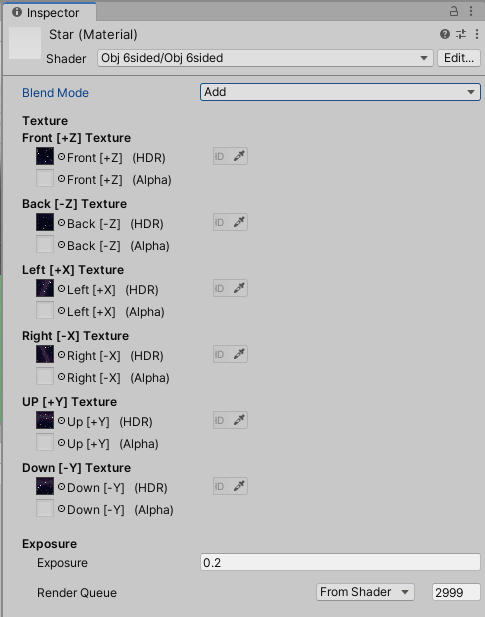 Inspector
Star (Material)
Shader Obj 6sided/Obj 6sided Edit...
Blend Mode Add
Texture
Front [+Z] Texture
Front [+Z] (HDR) ID
Front [+Z] (Alpha)
Back [-Z] Texture
Back [-Z] (HDR) ID
Back [-Z] (Alpha)
Left [+X] Texture
Left [+X] (HDR) ID
Left [+X] (Alpha)
Right [-X] Texture
Right [-X] (HDR) ID
Right [-X] (Alpha)
UP [+Y] Texture
Up [+Y] (HDR) ID
Up [+Y] (Alpha)
Down [-Y] Texture
Down [-Y] (HDR) ID
Down [-Y] (Alpha)
Exposure
Exposure 0.2
Render Queue From Shader 2999